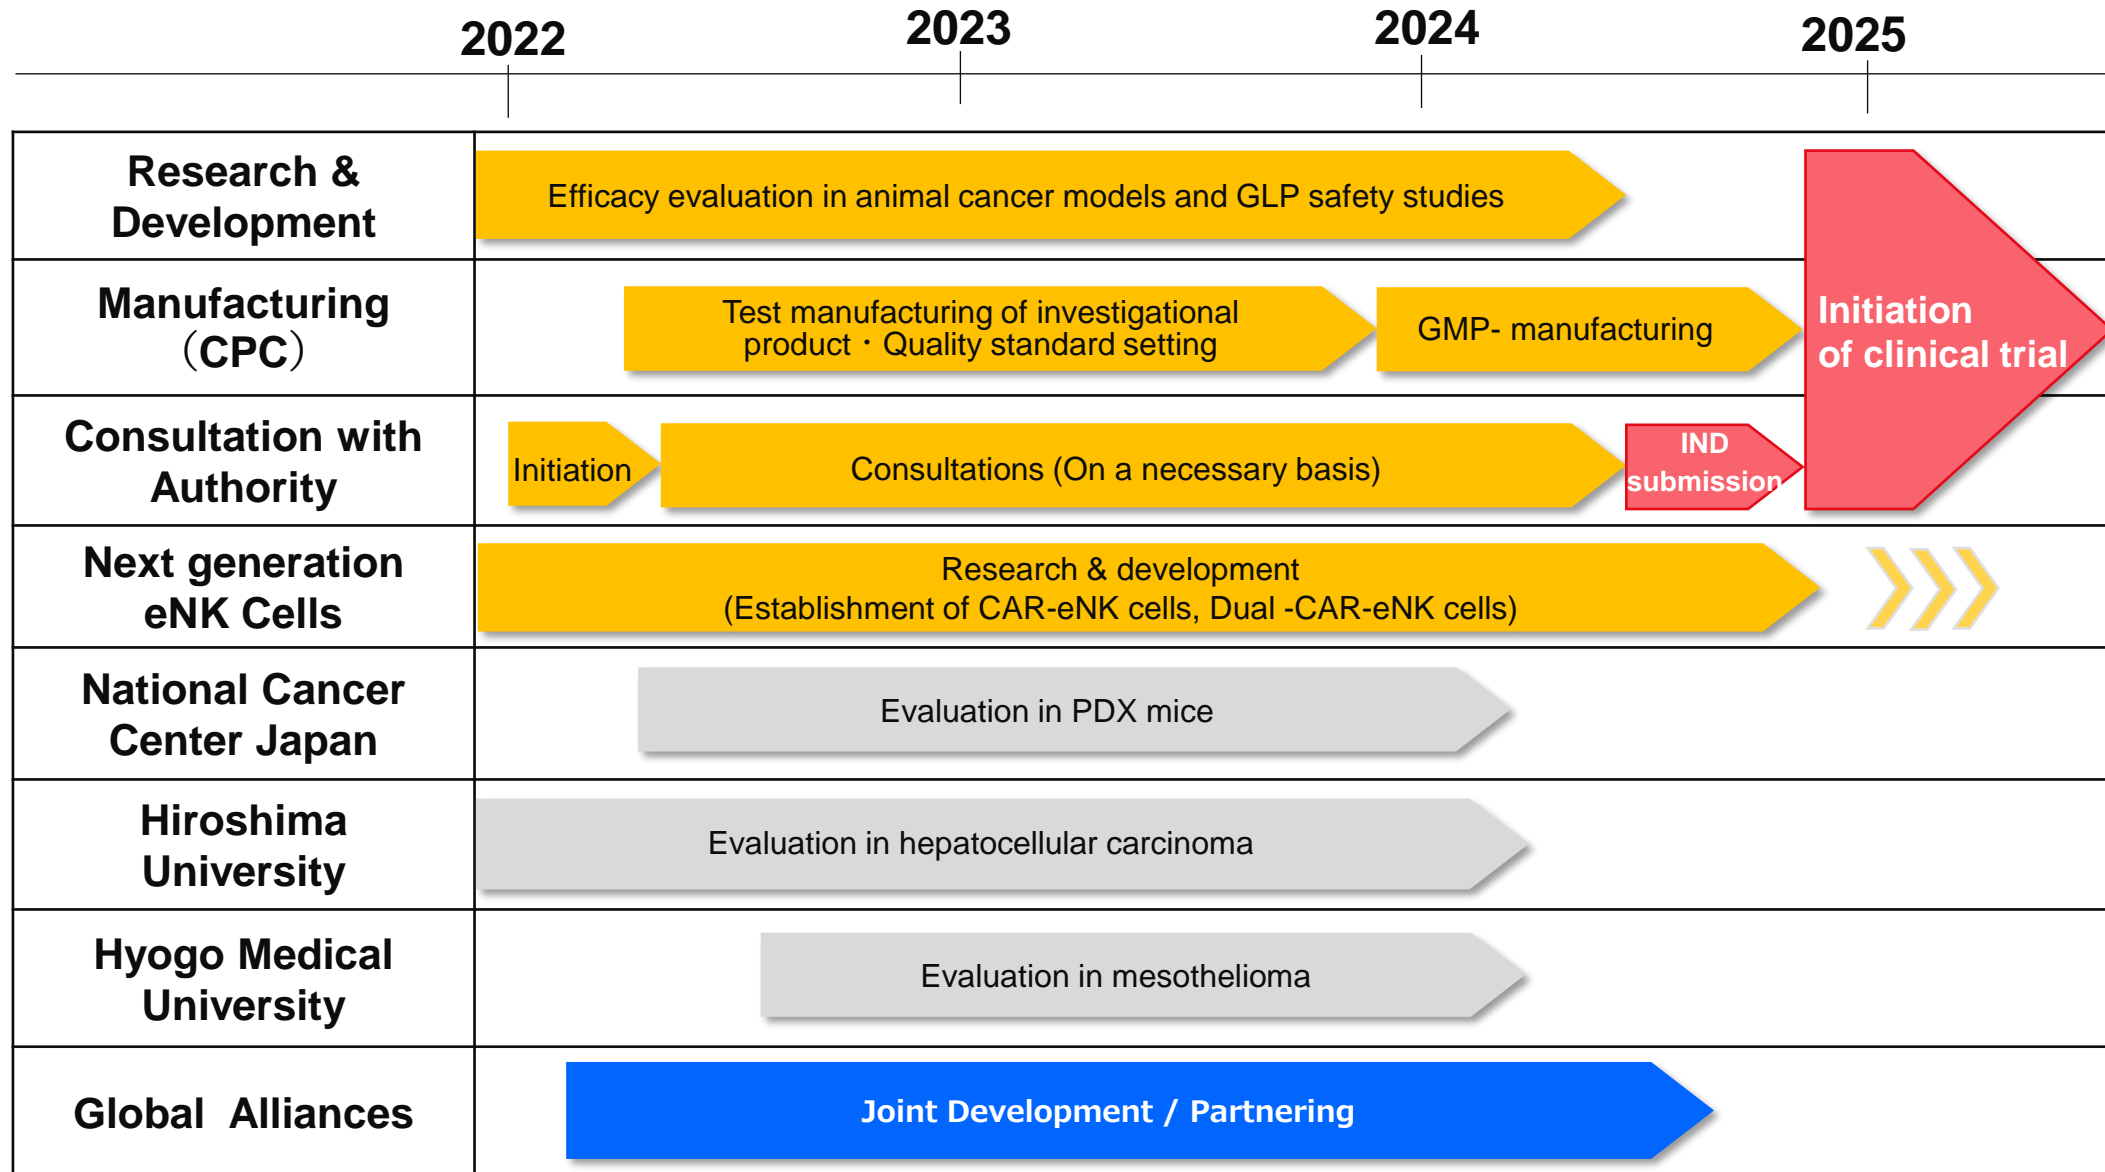 2022
2023
2024
2025
Research &
Development
Efficacy evaluation in animal cancer models and GLP safety studies
Manufacturing
（CPC）
Test manufacturing of investigational
product・Quality standard setting
GMP- manufacturing
Initiation
of clinical trial
Consultation with
Authority
Initiation
Consultations (On a necessary basis)
IND
submission
Next generation
eNK Cells
Research & development
(Establishment of CAR-eNK cells, Dual -CAR-eNK cells)
National Cancer
Center Japan
Evaluation in PDX mice
Hiroshima
University
Evaluation in hepatocellular carcinoma
Hyogo Medical
University
Evaluation in mesothelioma
Global Alliances
Joint Development / Partnering